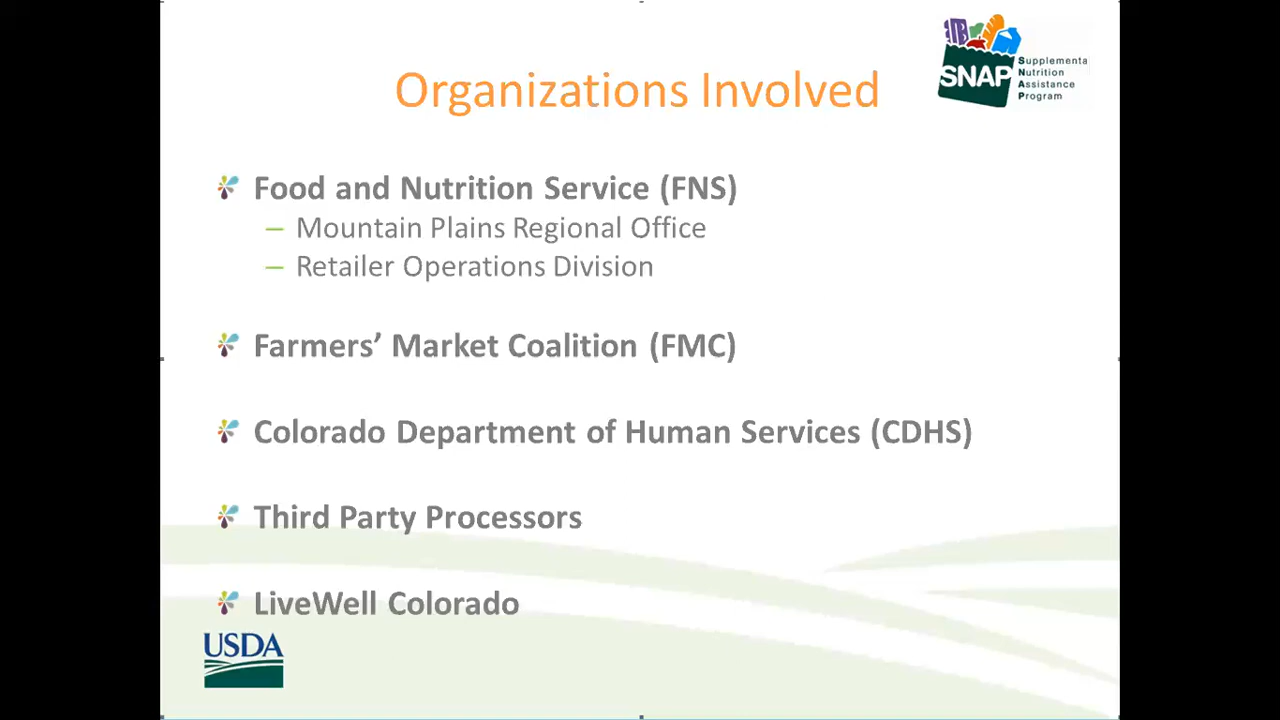 Organizations Involved
EBT
SNAP
Supplementa
Nutrition
Assistance
Program
Food and Nutrition Service (FNS)
– Mountain Plains Regional Office
– Retailer Operations Division
Farmers’ Market Coalition (FMC)
Colorado Department of Human Services (CDHS)
Third Party Processors
LiveWell Colorado
USDA